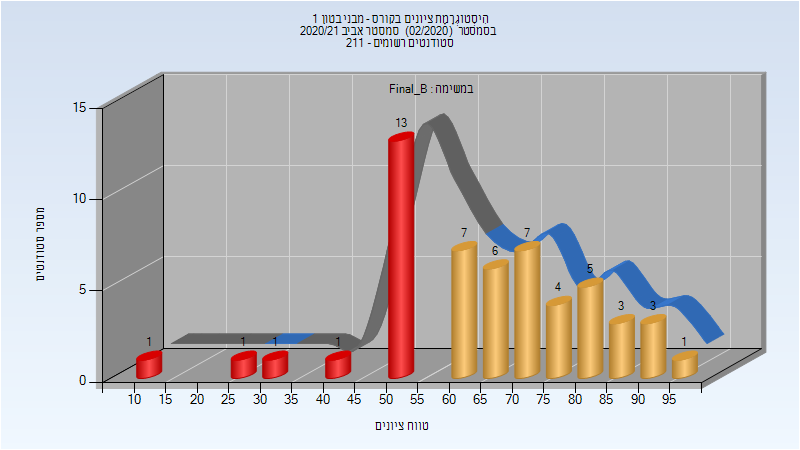 היסטוגרמת ציונים בקורס - מבני בטון 1
בסמסטר (02/2020) סמסטר אביב 2020/21
סטודנטים רשומים - 211
במשימה : Final_B
מספר סטודנטים
15
10
5
0
1
1
1
1
13
7
6
7
4
5
3
3
1
10 15 20 25 30 35 40 45 50 55 60 65 70 75 80 85 90 95
טווח ציונים